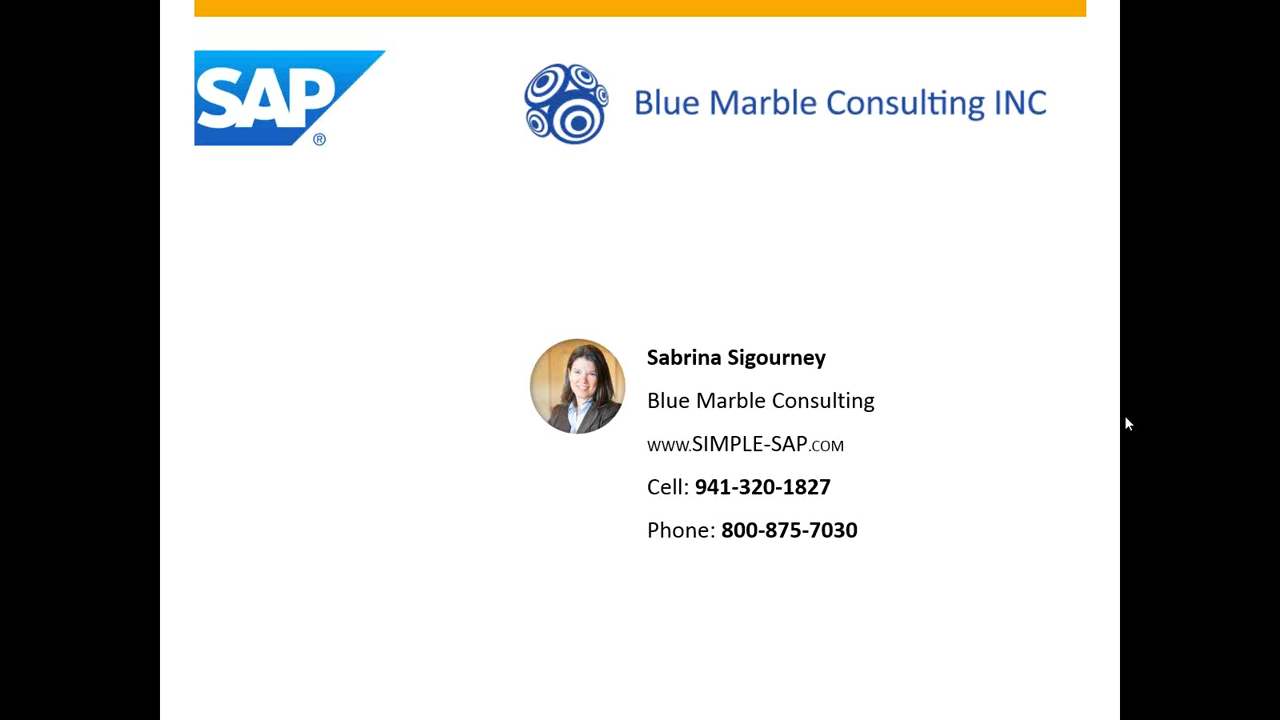 SAP®
Blue Marble Consulting INC
Sabrina Sigourney
Blue Marble Consulting
WWW.SIMPLE-SAP.COM
Cell: 941-320-1827
Phone: 800-875-7030